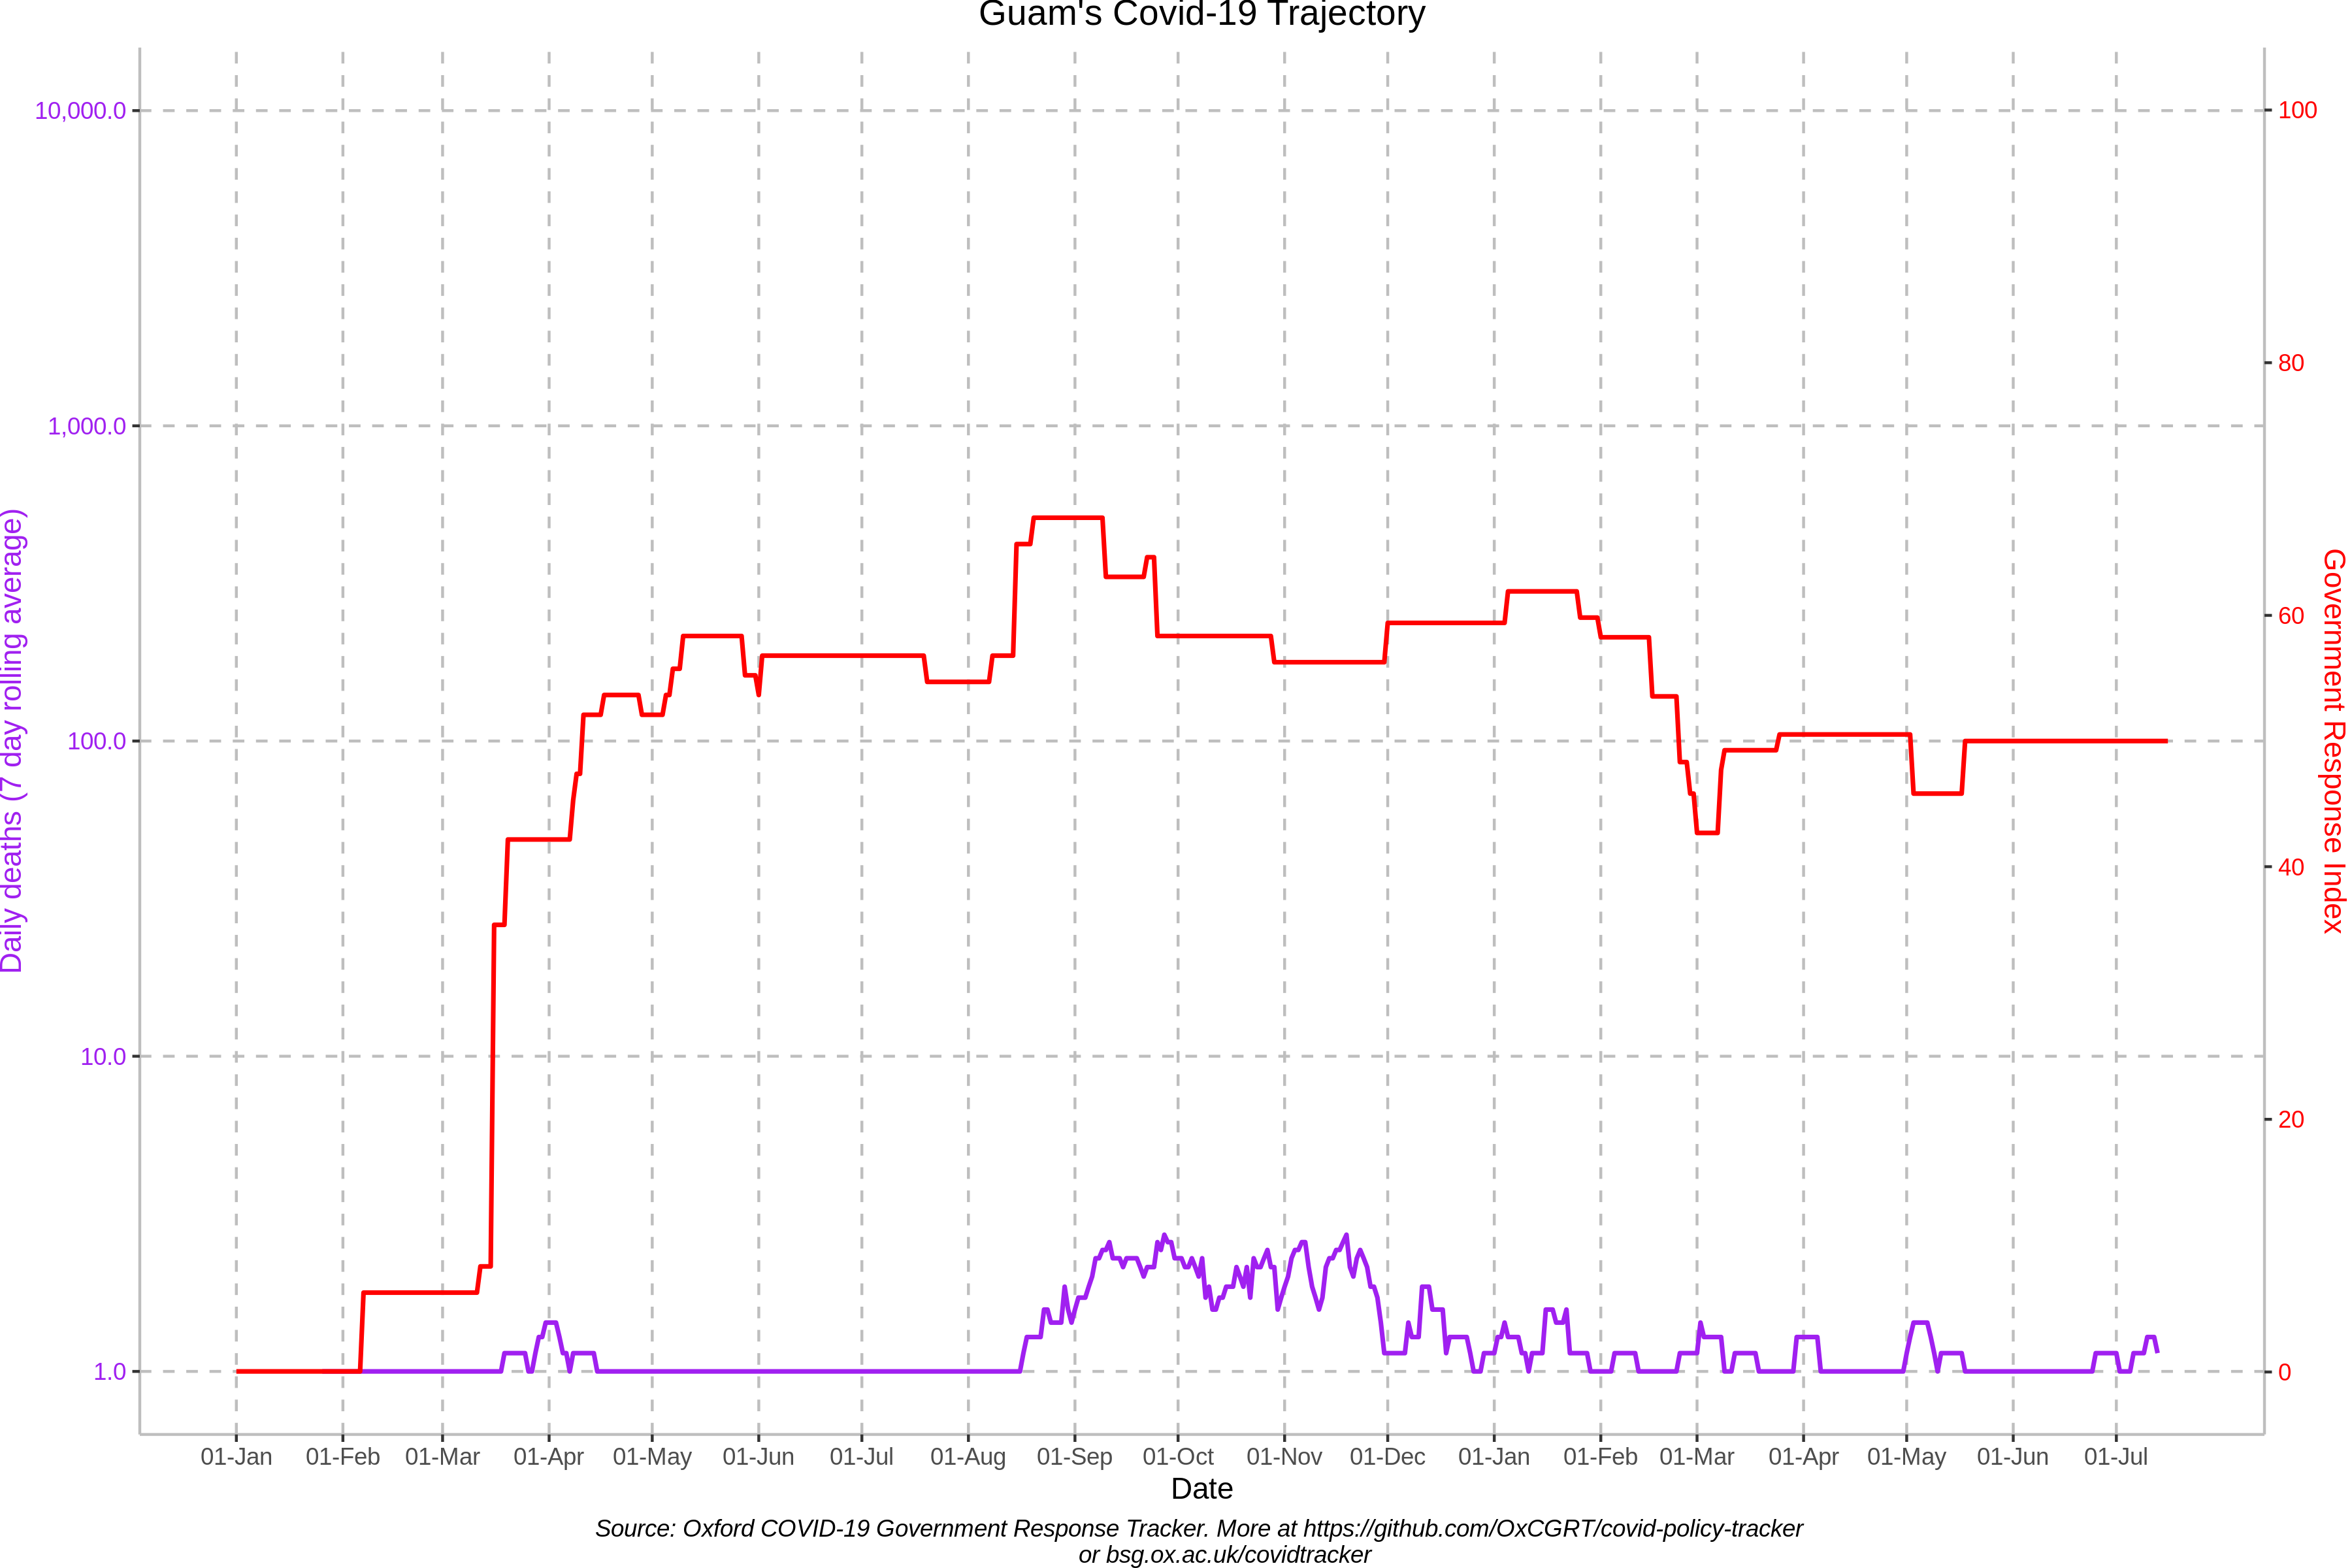 Guam's Covid-19 Trajectory
10,000.0
1,000.0
100.0
10.0
1.0
Daily deaths (7 day rolling average)
100
80
60
40
20
0
Government Response Index
01-Jan 01-Feb 01-Mar 01-Apr 01-May 01-Jun 01-Jul 01-Aug 01-Sep 01-Oct 01-Nov 01-Dec 01-Jan 01-Feb 01-Mar 01-Apr 01-May 01-Jun 01-Jul
Date
Source: Oxford COVID-19 Government Response Tracker. More at https://github.com/OxCGRT/covid-policy-tracker
or bsg.ox.ac.uk/covidtracker